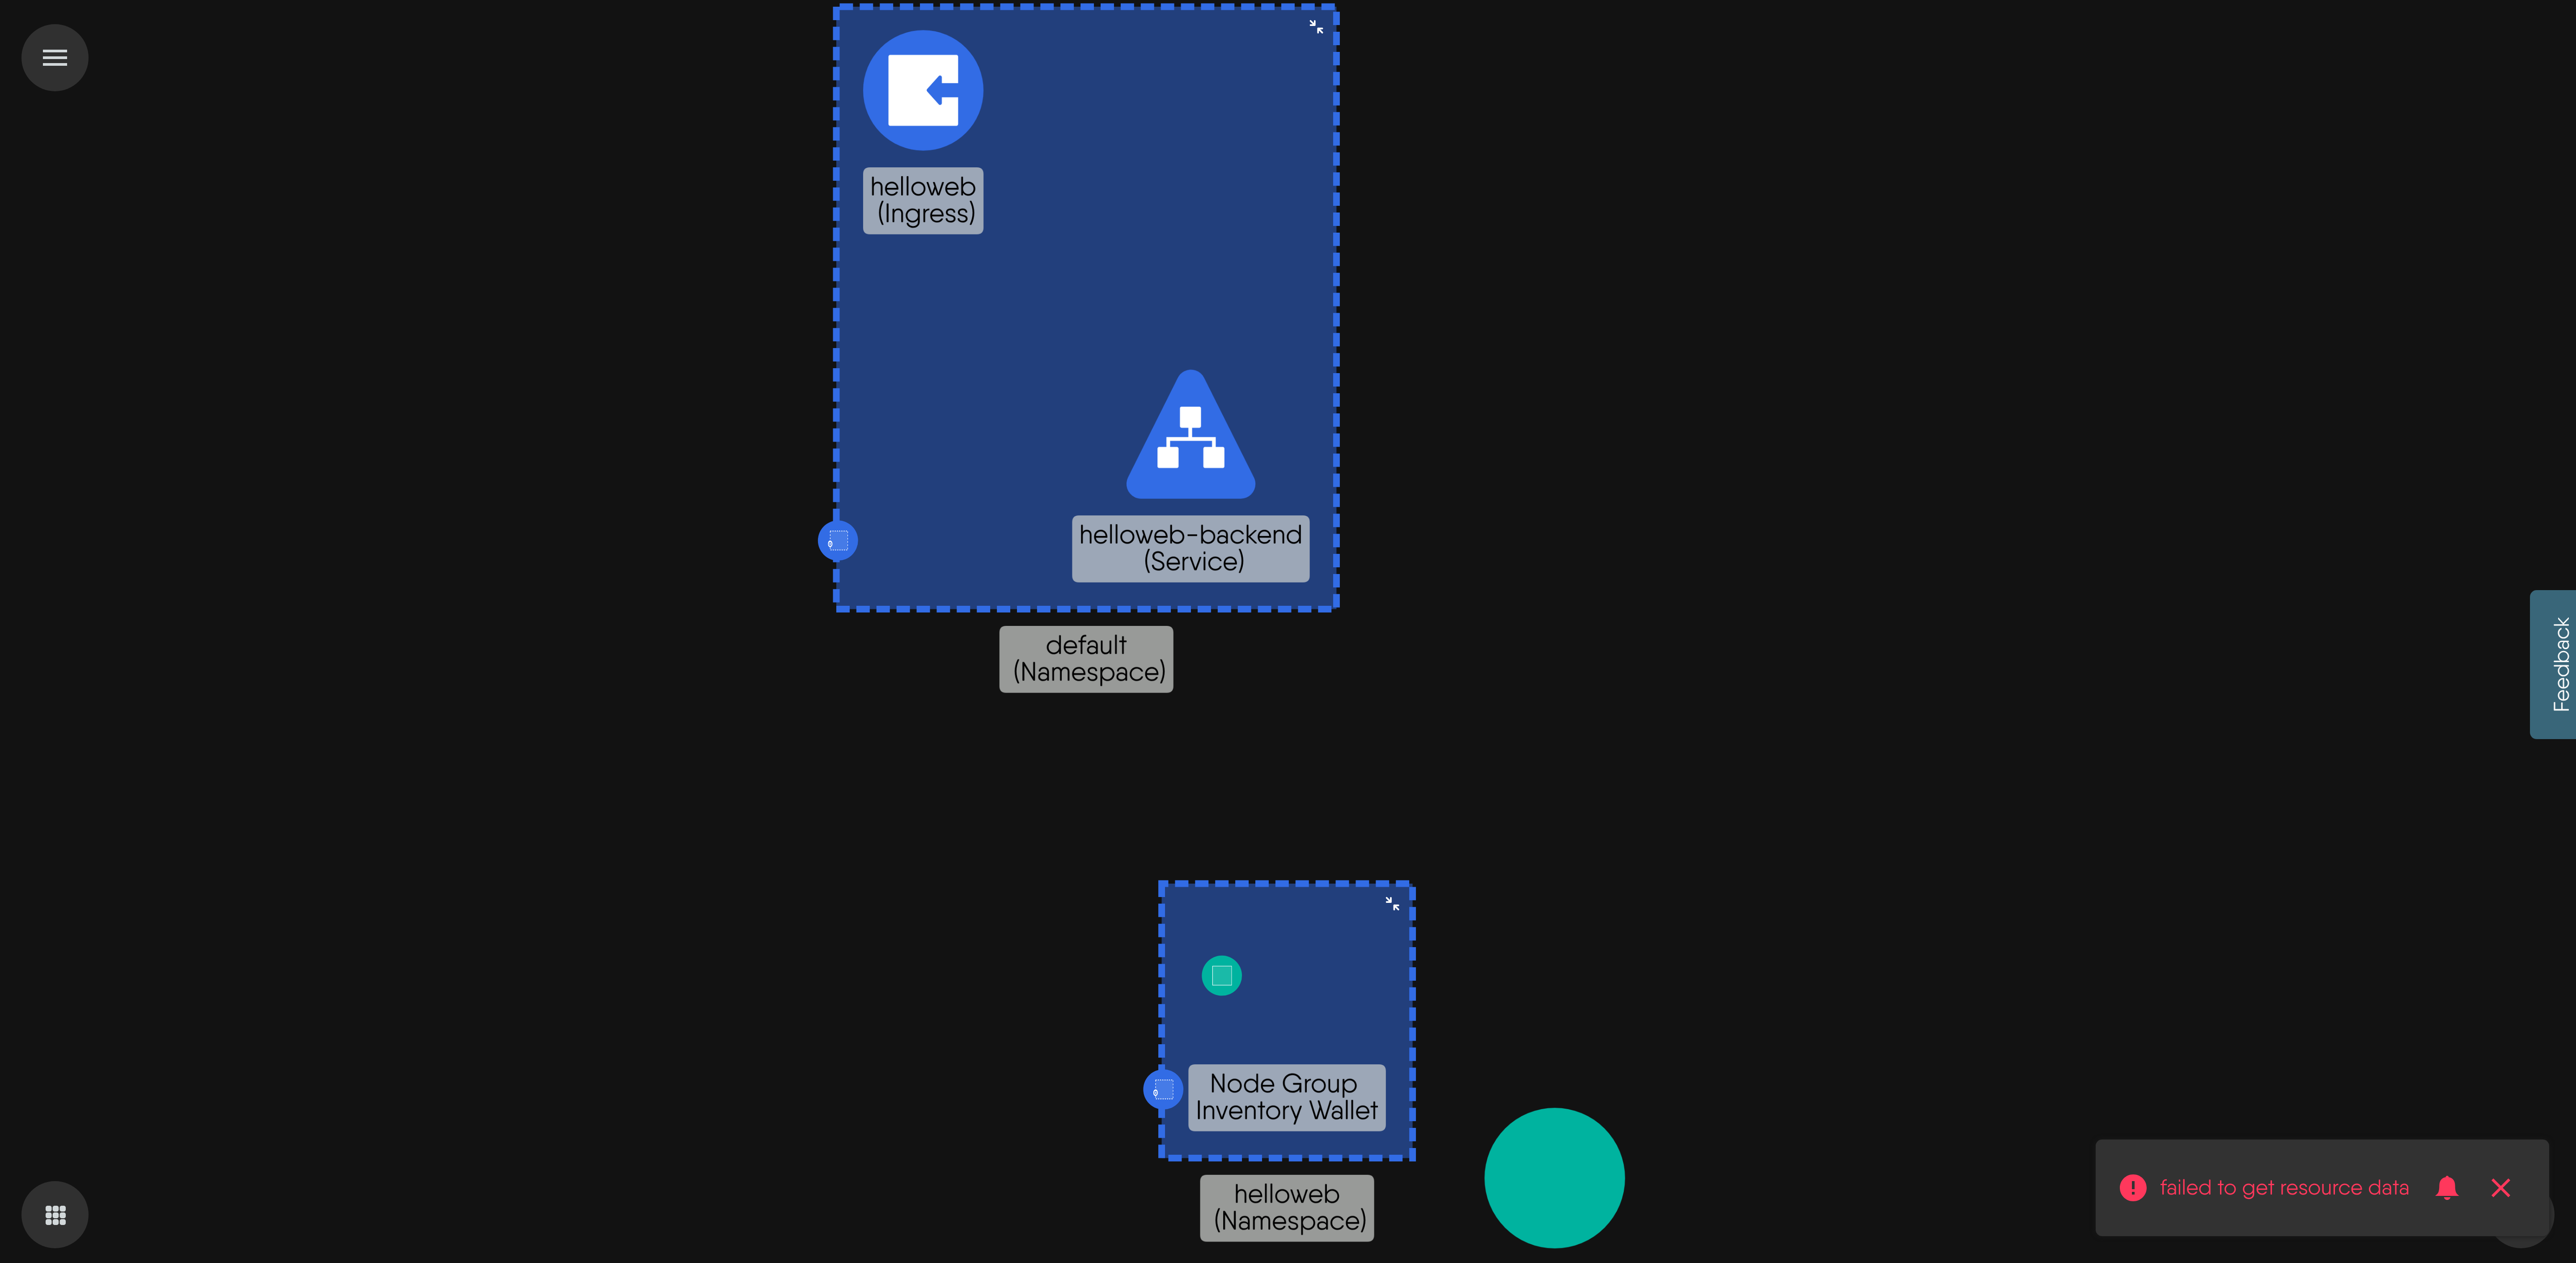 helloweb
(Ingress)
helloweb-backend
(Service)
default
(Namespace)
Feedback
Node Group
Inventory Wallet
helloweb
(Namespace)
failed to get resource data